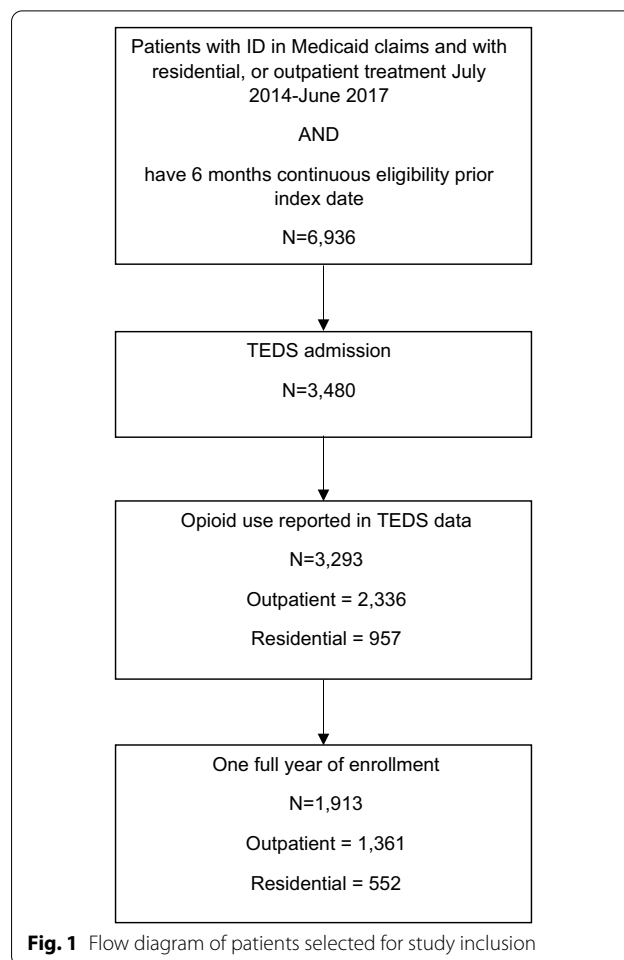 Patients with ID in Medicaid claims and with
residential, or outpatient treatment July
2014-June 2017
AND
have 6 months continuous eligibility prior
index date
N=6,936
TEDS admission
N=3,480
Opioid use reported in TEDS data
N=3,293
Outpatient = 2,336
Residential = 957
One full year of enrollment
N=1,913
Outpatient = 1,361
Residential = 552
Fig. 1 Flow diagram of patients selected for study inclusion